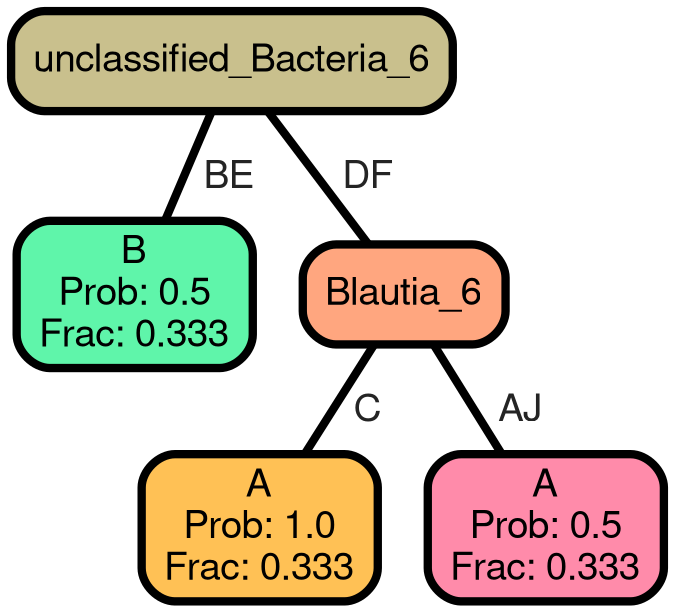 unclassified_Bacteria_6
BE
DF
B
Prob: 0.5
Frac: 0.333
Blautia_6
C
AJ
A
Prob: 1.0
Frac: 0.333
A
Prob: 0.5
Frac: 0.333